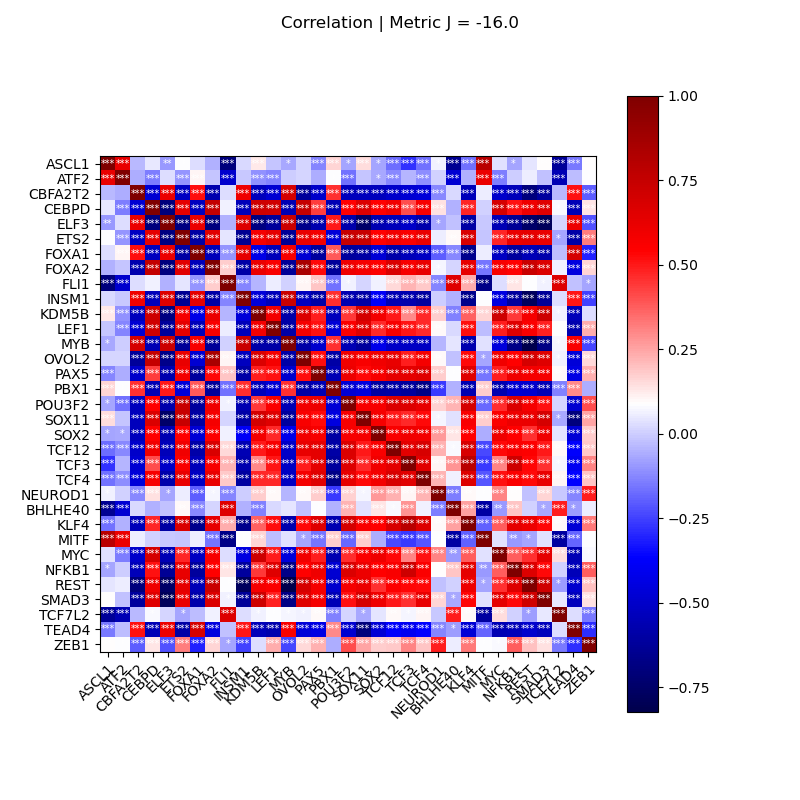 Correlation | Metric J = -16.0
ASCL1
ATF2
CBFA2T2
CEBPD
ELF3
ETS2
FOXA1
FOXA2
FLI1
INSM1
KDM5B
LEF1
MYB
OVOL2
PAX5
PBX1
POU3F2
SOX11
SOX2
TCF12
TCF3
TCF4
NEUROD1
BHLHE40
KLF4
MITF
MYC
NFKB1
REST
SMAD3
TCF7L2
TEAD4
ZEB1
ASCL1
ATF2
CBFA2T2
CEBPD
ELF3
ETS2
FOXA1
FOXA2
FLI1
INSM1
KDM5B
LEF1
MYB
OVOL2
PAX5
PBX1
POU3F2
SOX11
SOX2
TCF12
TCF3
TCF4
NEUROD1
BHLHE40
KLF4
MITF
MYC
NFKB1
REST
SMAD3
TCF7L2
TEAD4
ZEB1
1.00
0.75
0.50
0.25
0.00
−0.25
−0.50
−0.75